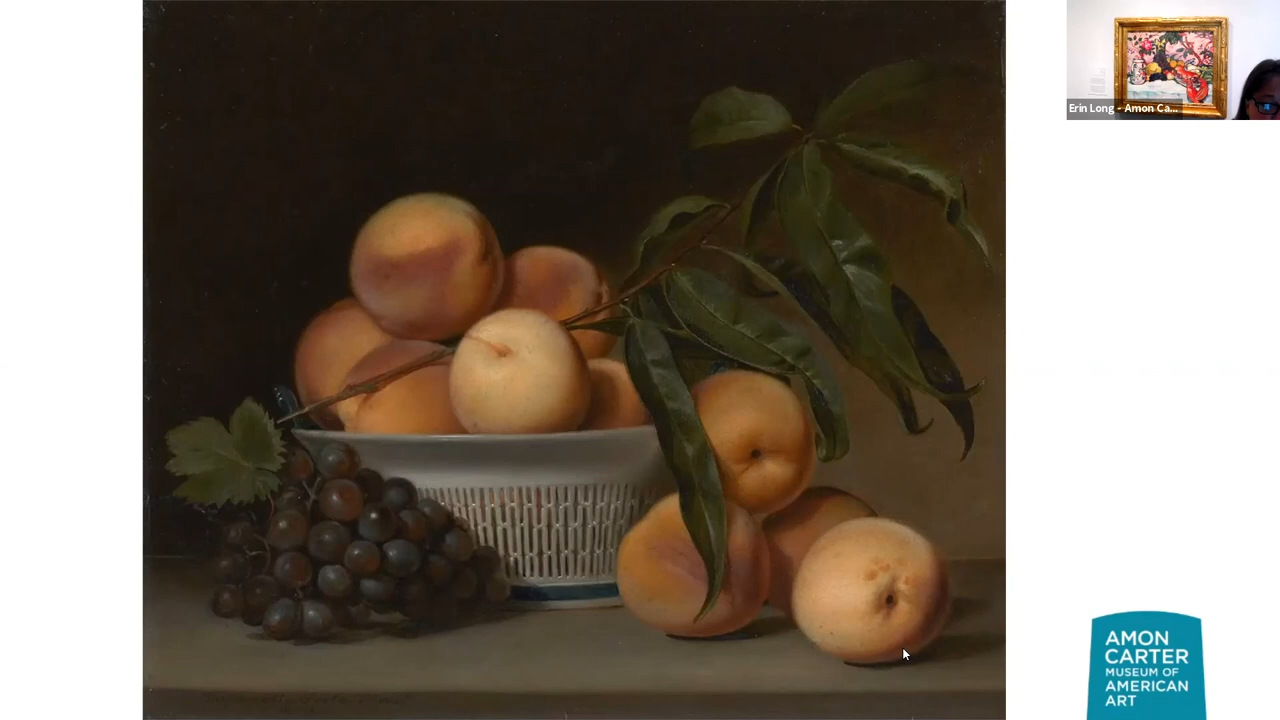 Erin Long - Amon Ca...
AMON
CARTER
MUSEUM OF
AMERICAN
ART